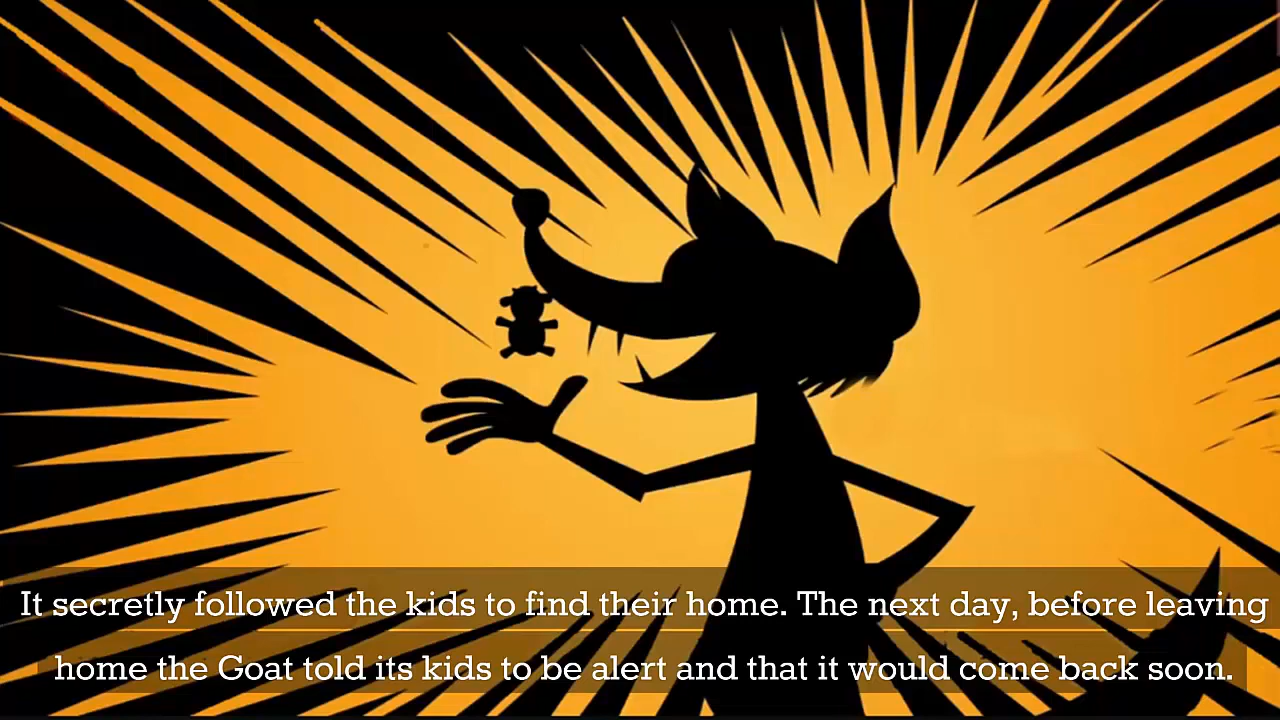 It secretly followed the kids to find their home. The next day, before leaving
home the Goat told its kids to be alert and that it would come back soon.